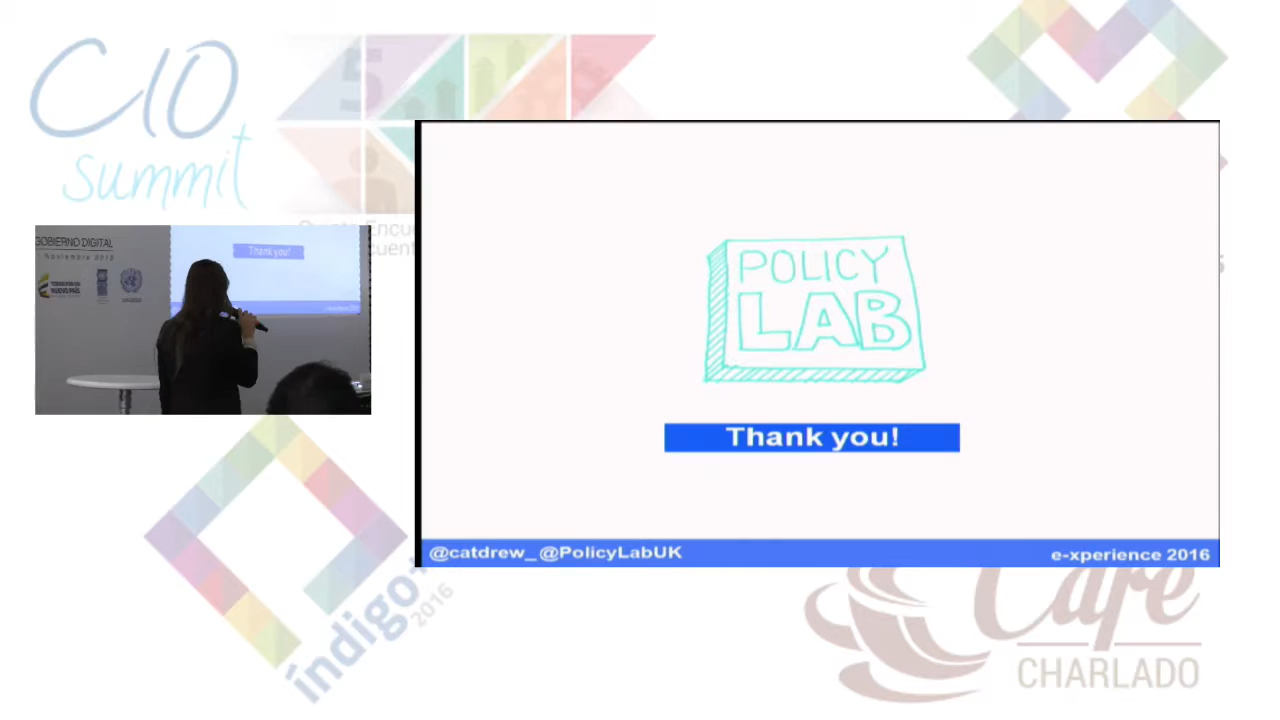 CIO
summit
5
GOBIERNO DIGITAL
Noviembre
Thank you!
POLICY
LAB
Thank you!
@catdrew_ @PolicyLabUK
e-xperience 2016
índigo+
2016
Café
CHARLADO